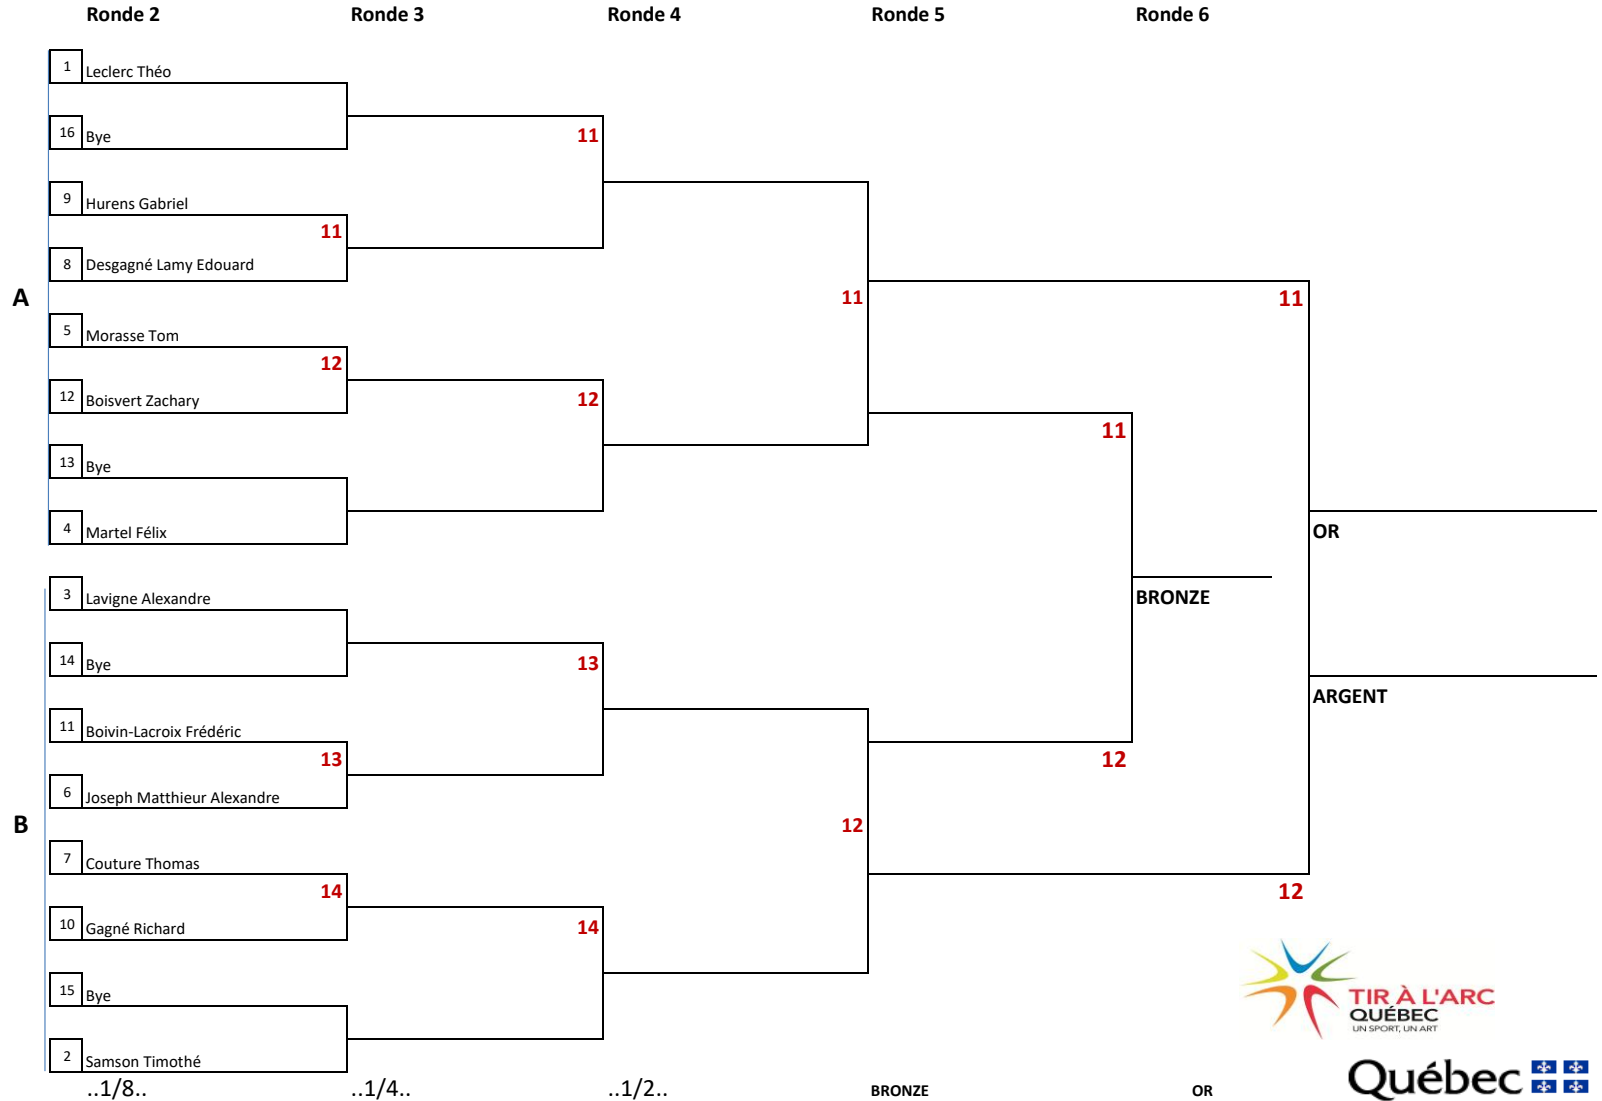 Ronde 2 Ronde 3 Ronde 4 Ronde 5 Ronde 6
1 Leclerc Théo
16 Bye
11
9 Hurens Gabriel
11
8 Desgagné Lamy Edouard
A
11
11
5 Morasse Tom
12
12 Boisvert Zachary
12
11
13 Bye
4 Martel Félix
OR
3 Lavigne Alexandre
BRONZE
14 Bye
13
ARGENT
11 Boivin-Lacroix Frédéric
13
12
6 Joseph Matthieur Alexandre
B
12
7 Couture Thomas
14
12
10 Gagné Richard
14
15 Bye
TIR À L'ARC
QUÉBEC
UN SPORT, UN ART
2 Samson Timothé
..1/8.. ..1/4.. ..1/2.. BRONZE OR
Québec